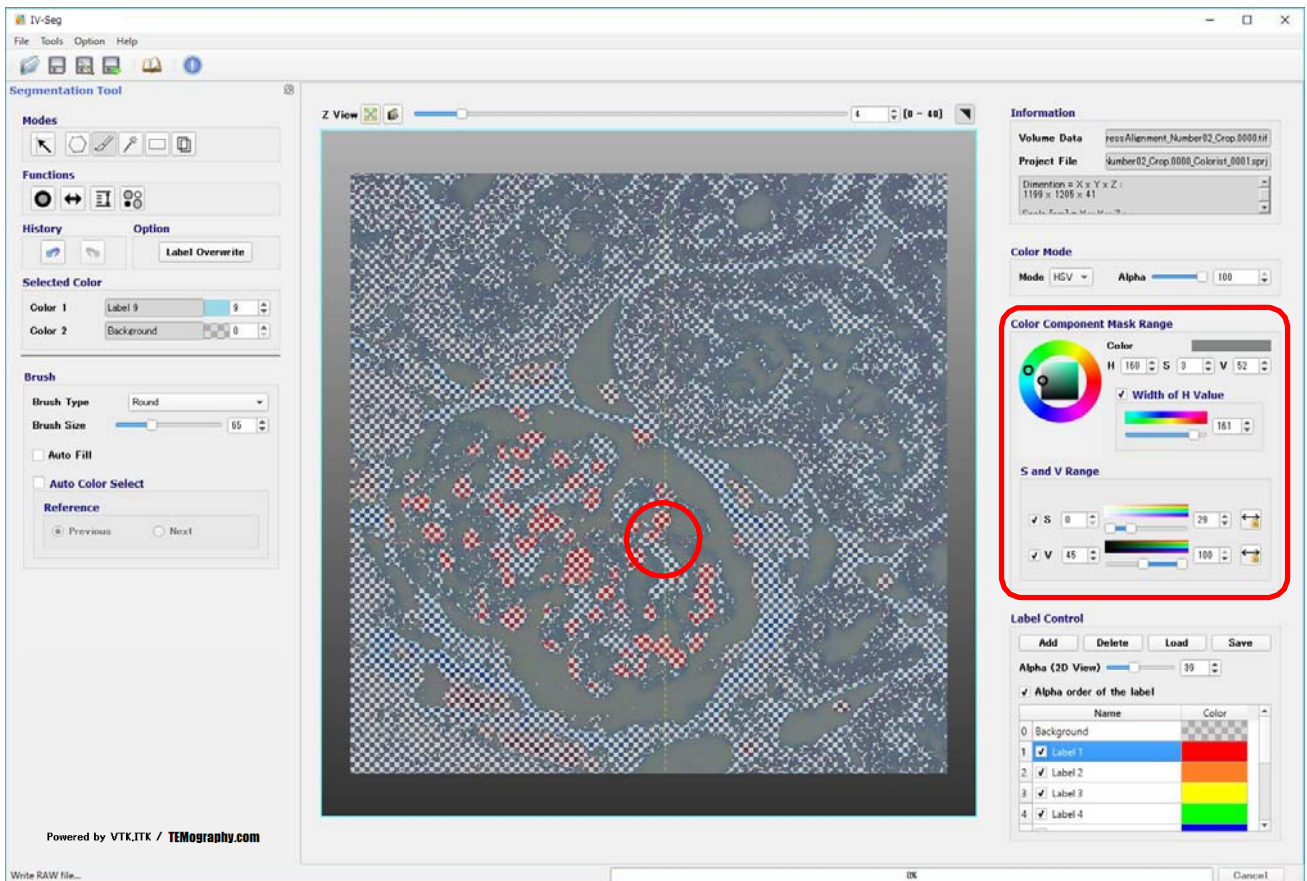 IV-Seg
File Tools Option Help
Segmentation Tool
Modes
Functions
History Option
Label Overwrite
Selected Color
Color 1 Label 9 9
Color 2 Background 0
Brush
Brush Type Round
Brush Size 65
Auto Fill
Auto Color Select
Reference
Previous Next
Powered by VTK,ITK / TEMography.com
Write RAW file...
Z View 4 [0 - 40]
Information
Volume Data ressAlignment_Number02_Crop.0000.tif
Project File Number02_Crop.0000_Colorist_0001.sprj
Dimention = X x Y x Z :
1199 x 1205 x 41
Color Mode
Mode HSV Alpha 100
Color Component Mask Range
Color
H 160 S 3 V 52
Width of H Value
161
S and V Range
S 0 29
V 45 100
Label Control
Add Delete Load Save
Alpha (2D View) 39
Alpha order of the label
Name Color
0 Background
1 Label 1
2 Label 2
3 Label 3
4 Label 4
0% Cancel